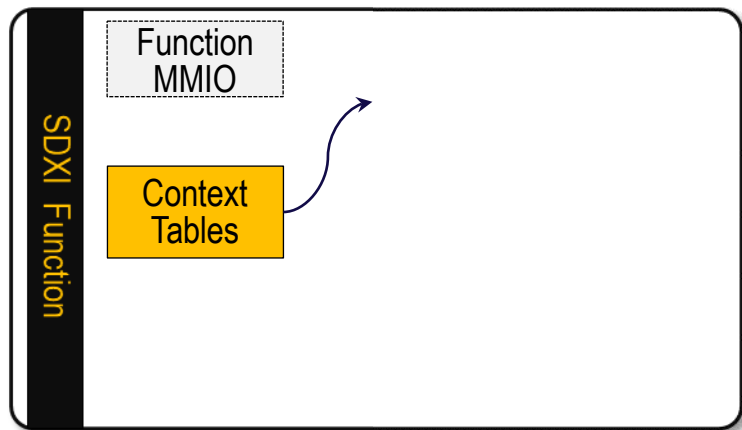 SDXI Function
Function
MMIO
Context
Tables